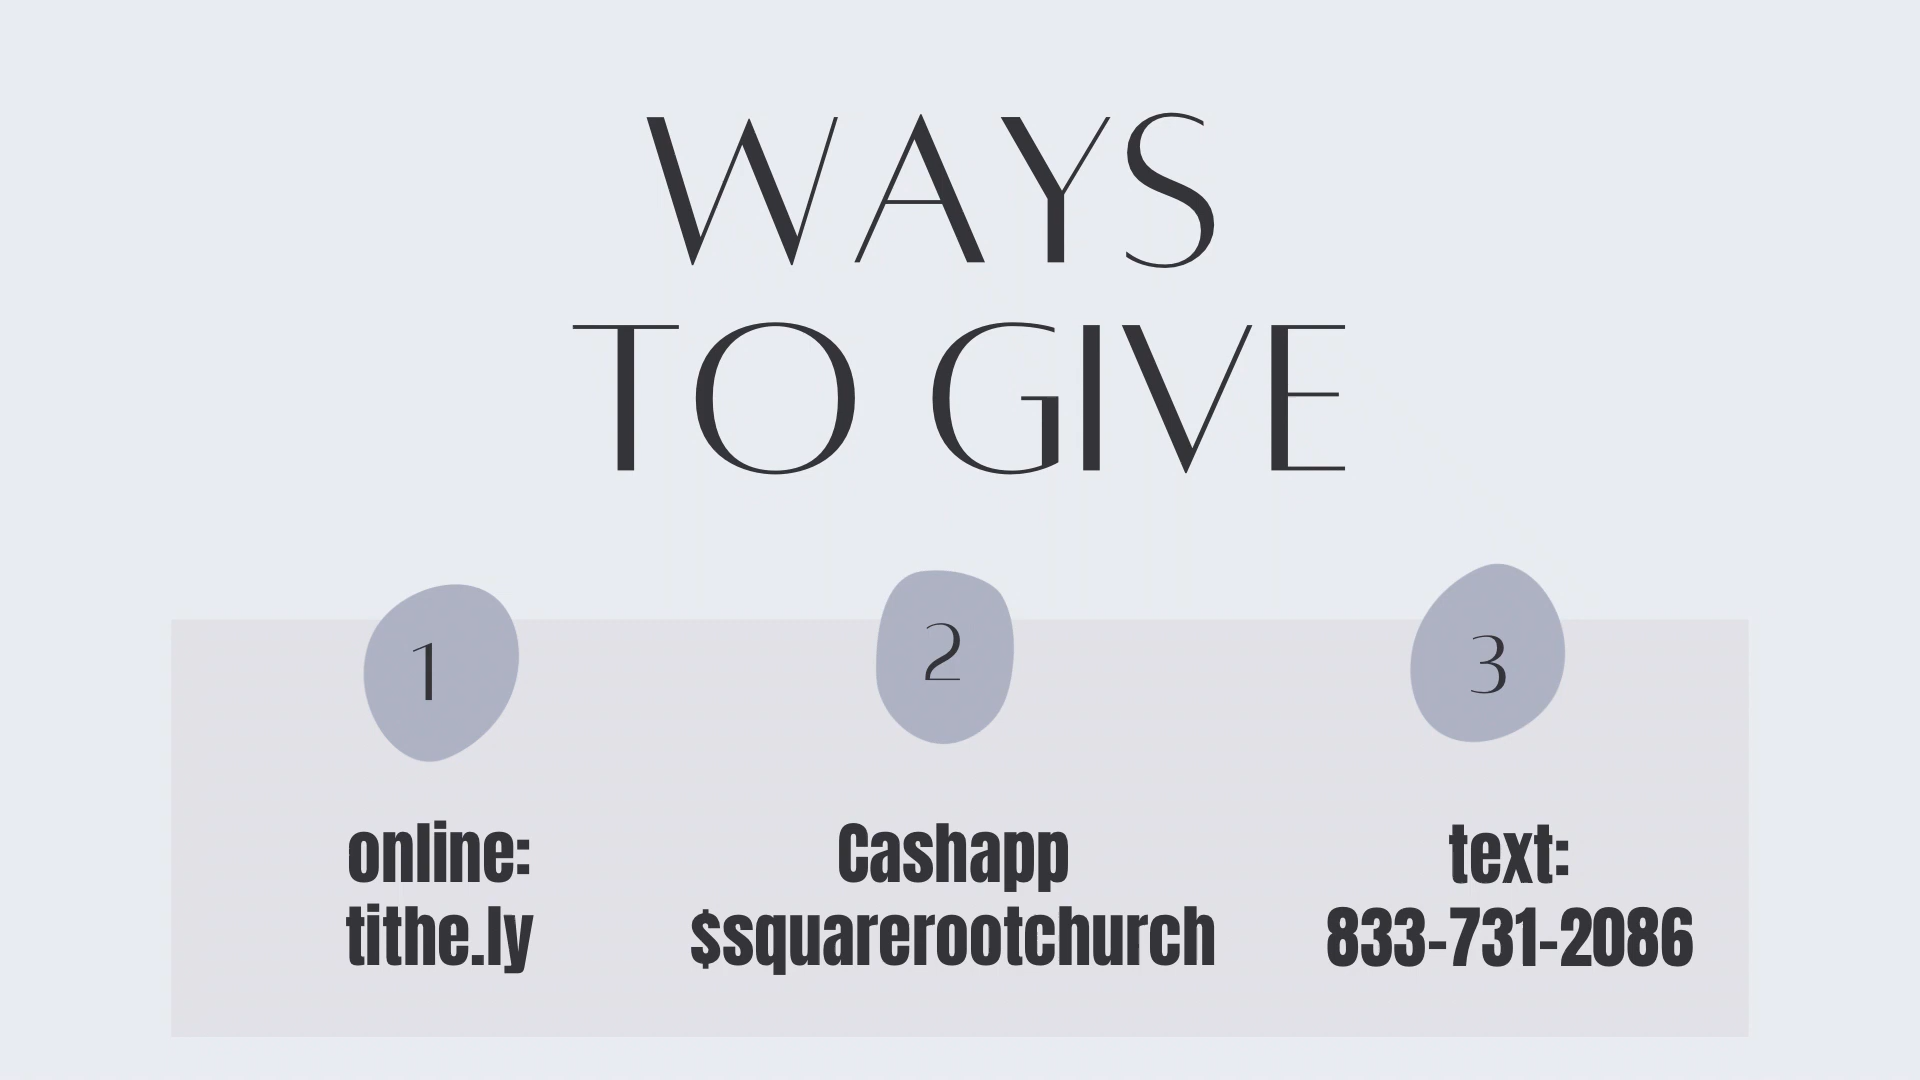 WAYS
TO GIVE
1
online:
tithe.ly
2
Cashapp
$squarerootchurch
3
text:
833-731-2086